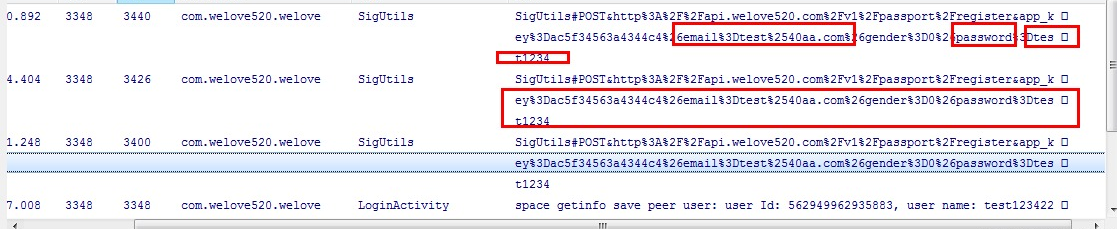 0.892 3348 3440 com.welove520.welove SigUtils SigUtils#POST&http%3A%2F%2Fapi.welove520.com%2Fv1%2Fpassport%2Fregister&app_k
ey%3Dac5f34563a4344c4%26email%3Dtest%2540aa.com%26gender%3D0%26password%3Dtes
t1234
4.404 3348 3426 com.welove520.welove SigUtils SigUtils#POST&http%3A%2F%2Fapi.welove520.com%2Fv1%2Fpassport%2Fregister&app_k
ey%3Dac5f34563a4344c4%26email%3Dtest%2540aa.com%26gender%3D0%26password%3Dtes
t1234
1.248 3348 3400 com.welove520.welove SigUtils SigUtils#POST&http%3A%2F%2Fapi.welove520.com%2Fv1%2Fpassport%2Fregister&app_k
ey%3Dac5f34563a4344c4%26email%3Dtest%2540aa.com%26gender%3D0%26password%3Dtes
t1234
7.008 3348 3348 com.welove520.welove LoginActivity space getinfo save peer user: user Id: 562949962935883, user name: test123422